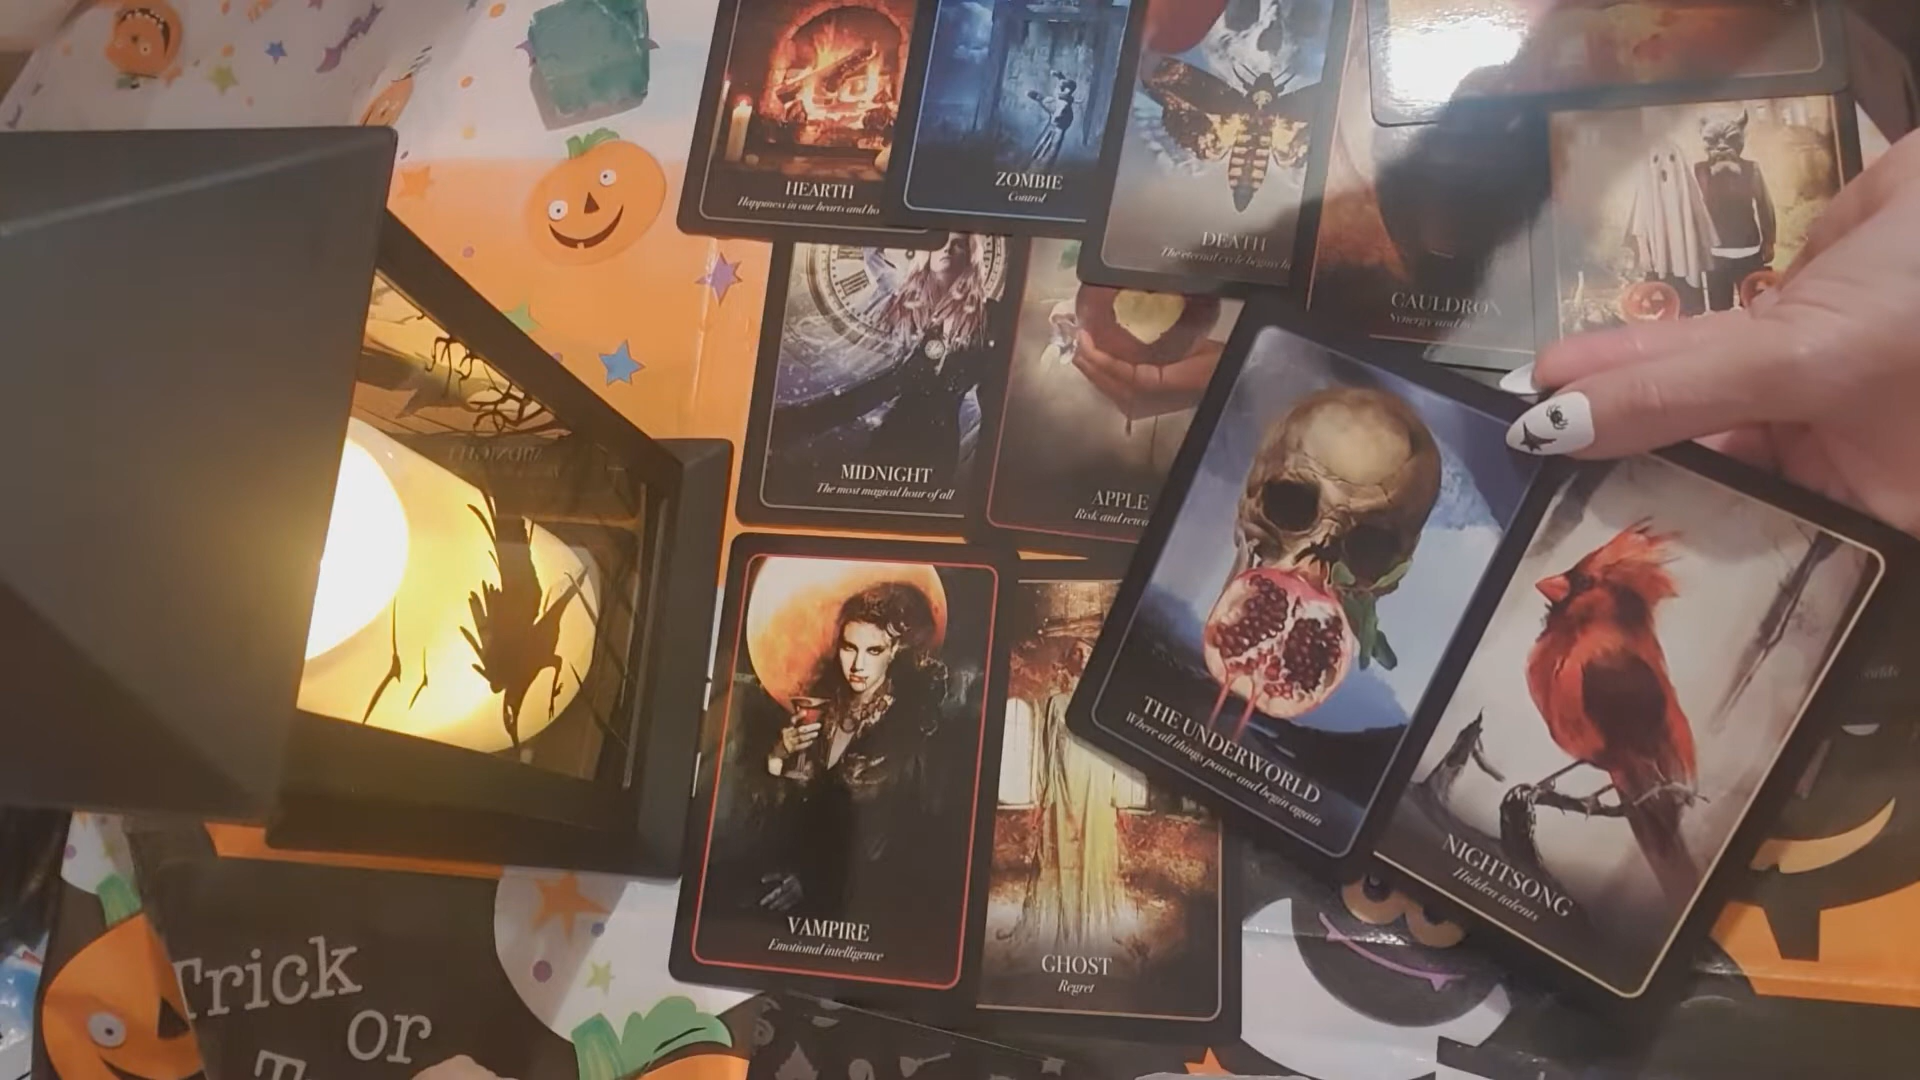 HEARTH
Happiness in our hearts and ho
ZOMBIE
Control
DEATH
The eternal cycle begins
CAULDRON
Synergy and
MIDNIGHT
The most magical hour of all
APPLE
Risk and rewa
THE UNDERWORLD
Where all things pause and begin again
NIGHTSONG
Hidden talents
VAMPIRE
Emotional intelligence
GHOST
Regret
Trick
or
T